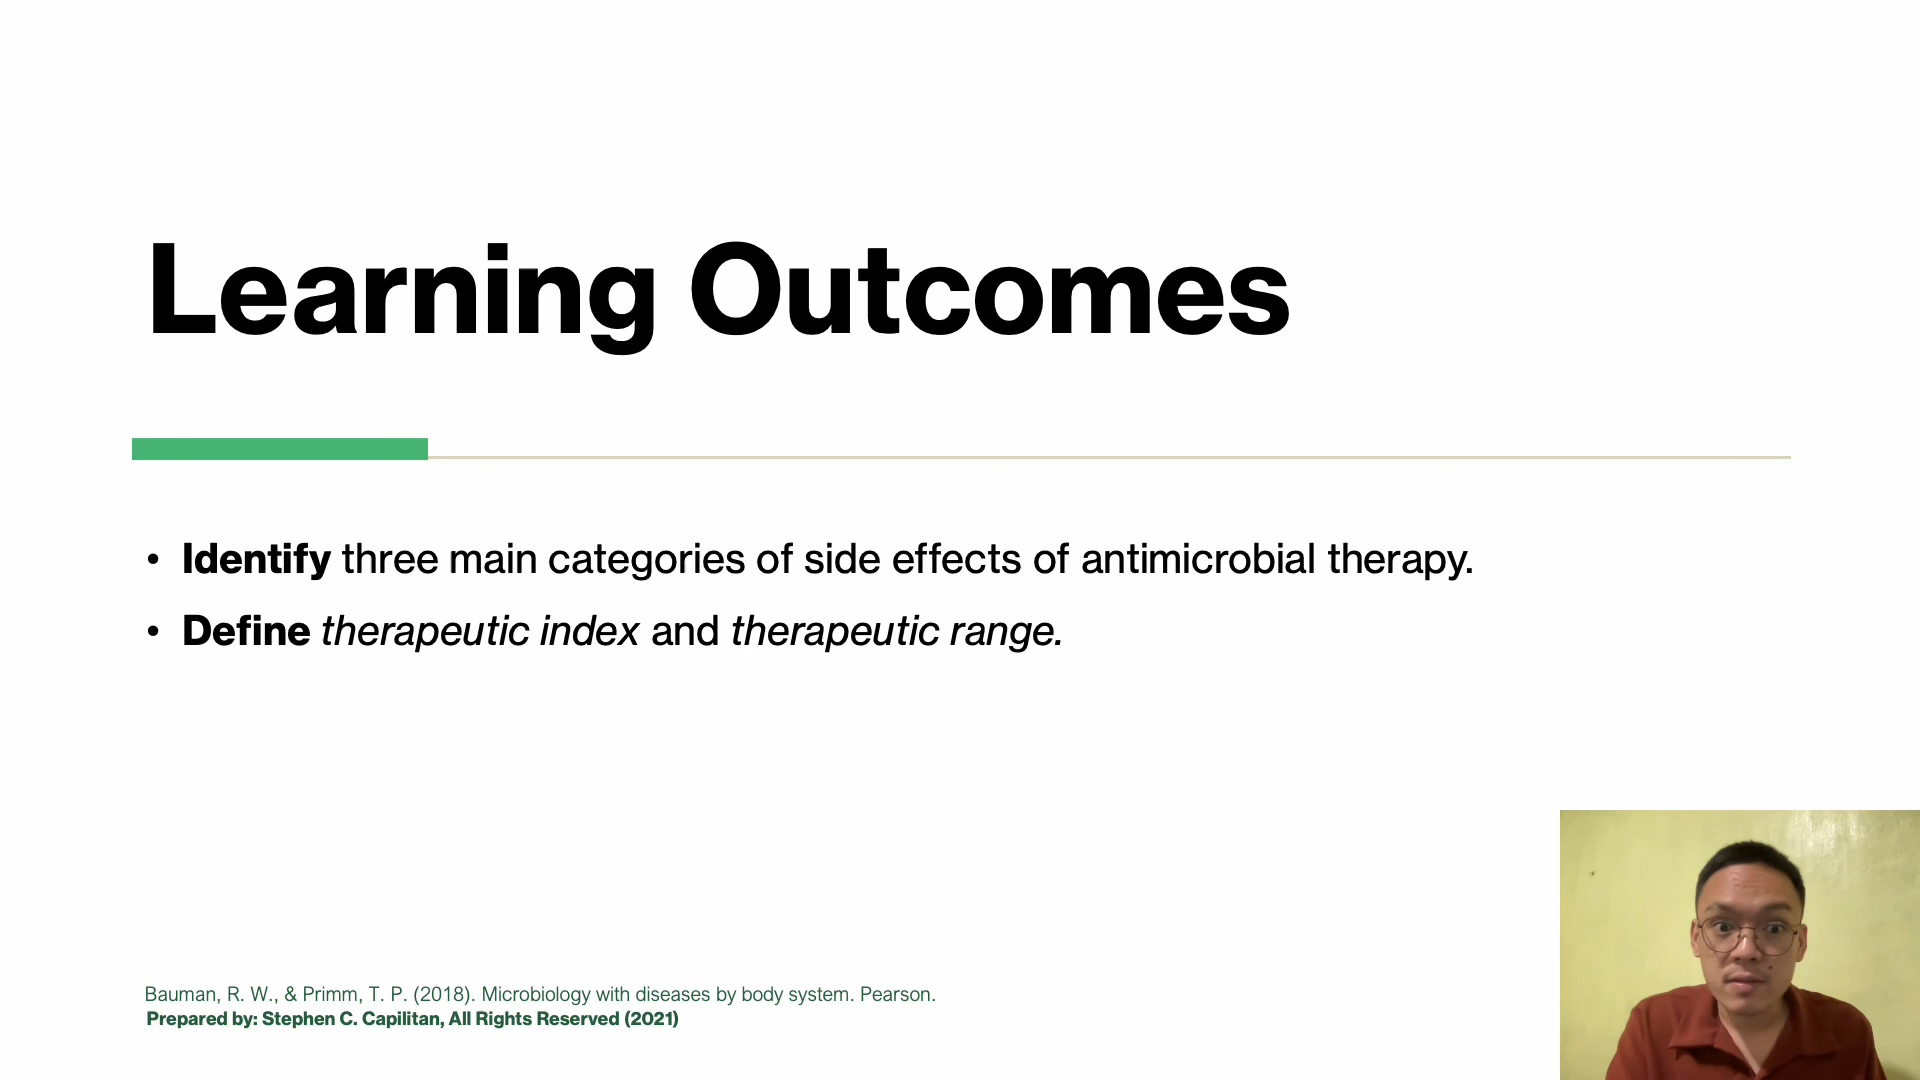 Learning Outcomes
• Identify three main categories of side effects of antimicrobial therapy.
• Define therapeutic index and therapeutic range.
Bauman, R. W., & Primm, T. P. (2018). Microbiology with diseases by body system. Pearson.
Prepared by: Stephen C. Capilitan, All Rights Reserved (2021)